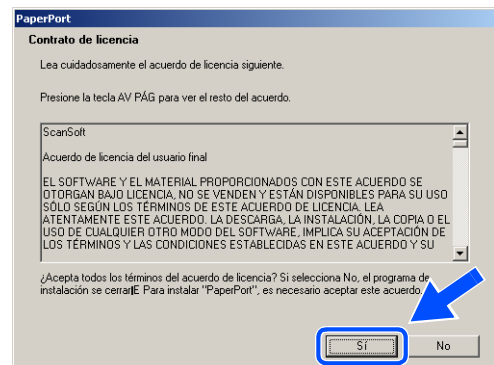 PaperPort
Contrato de licencia
Lea cuidadosamente el acuerdo de licencia siguiente.
Presione la tecla AV PÁG para ver el resto del acuerdo.
ScanSoft
Acuerdo de licencia del usuario final
EL SOFTWARE Y EL MATERIAL PROPORCIONADOS CON ESTE ACUERDO SE
OTORGAN BAJO LICENCIA, NO SE VENDEN Y ESTÁN DISPONIBLES PARA SU USO
SÓLO SEGÚN LOS TÉRMINOS DE ESTE ACUERDO DE LICENCIA. LEA
ATENTAMENTE ESTE ACUERDO. LA DESCARGA, LA INSTALACIÓN, LA COPIA O EL
USO DE CUALQUIER OTRO MODO DEL SOFTWARE, IMPLICA SU ACEPTACIÓN DE
LOS TÉRMINOS Y LAS CONDICIONES ESTABLECIDAS EN ESTE ACUERDO Y SU
¿Acepta todos los términos del acuerdo de licencia? Si selecciona No, el programa de
instalación se cerrarE Para instalar "PaperPort", es necesario aceptar este acuerdo.
Sí
No